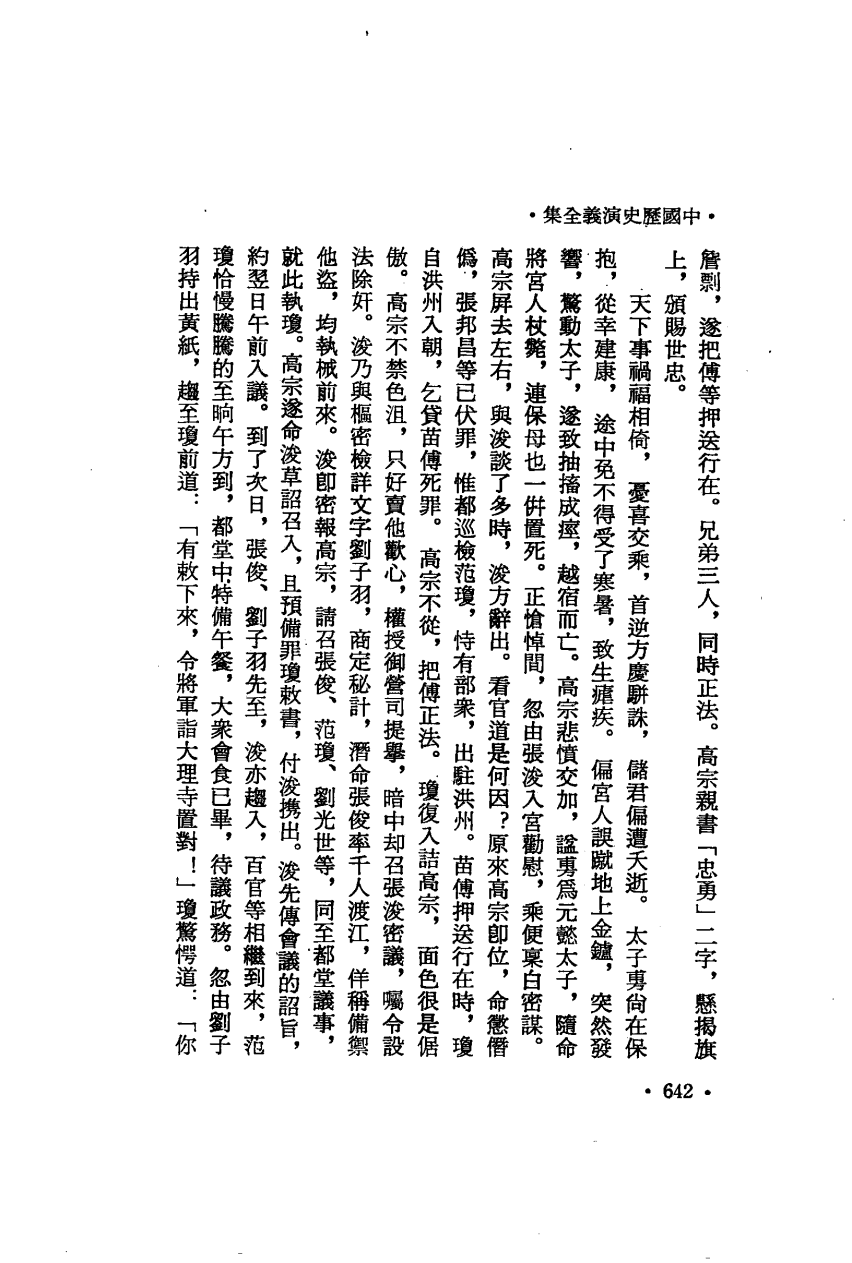 ·中國歷史演義全集·
詹剽，遂把傅等押送行在。兄弟三人，同時正法。高宗親書「忠勇」二字，懸揭旗
上，頒賜世忠。
天下事禍福相倚，憂喜交乘，首逆方慶駢誅，儲君偏遭夭逝。太子旉尙在保
抱，從幸建康，途中免不得受了寒暑，致生瘧疾。偏宮人誤蹴地上金鑪，突然發
響，驚動太子，遂致抽搐成痙，越宿而亡。高宗悲憤交加，諡旉爲元懿太子，隨命
將宮人杖斃，連保母也一併置死。正愴悼間，忽由張浚入宮勸慰，乘便稟白密謀。
高宗屏去左右，與浚談了多時，浚方辭出。看官道是何因？原來高宗卽位，命懲僭
僞，張邦昌等已伏罪，惟都巡檢范瓊，恃有部衆，出駐洪州。苗傅押送行在時，瓊
自洪州入朝，乞貸苗傅死罪。高宗不從，把傅正法。瓊復入詰高宗，面色很是倨
傲。高宗不禁色沮，只好賣他歡心，權授御營司提擧，暗中却召張浚密議，囑令設
法除奸。浚乃與樞密檢詳文字劉子羽，商定秘計，潛命張俊率千人渡江，佯稱備禦
他盜，均執械前來。浚卽密報高宗，請召張俊、范瓊、劉光世等，同至都堂議事，
就此執瓊。高宗遂命浚草詔召入，且預備罪瓊敕書，付浚携出。浚先傳會議的詔旨，
約翌日午前入議。到了次日，張俊、劉子羽先至，浚亦趨入，百官等相繼到來，范
瓊恰慢騰騰的至晌午方到，都堂中特備午餐，大衆會食已畢，待議政務。忽由劉子
羽持出黃紙，趨至瓊前道：「有敕下來，令將軍詣大理寺置對！」瓊驚愕道：「你
·642·